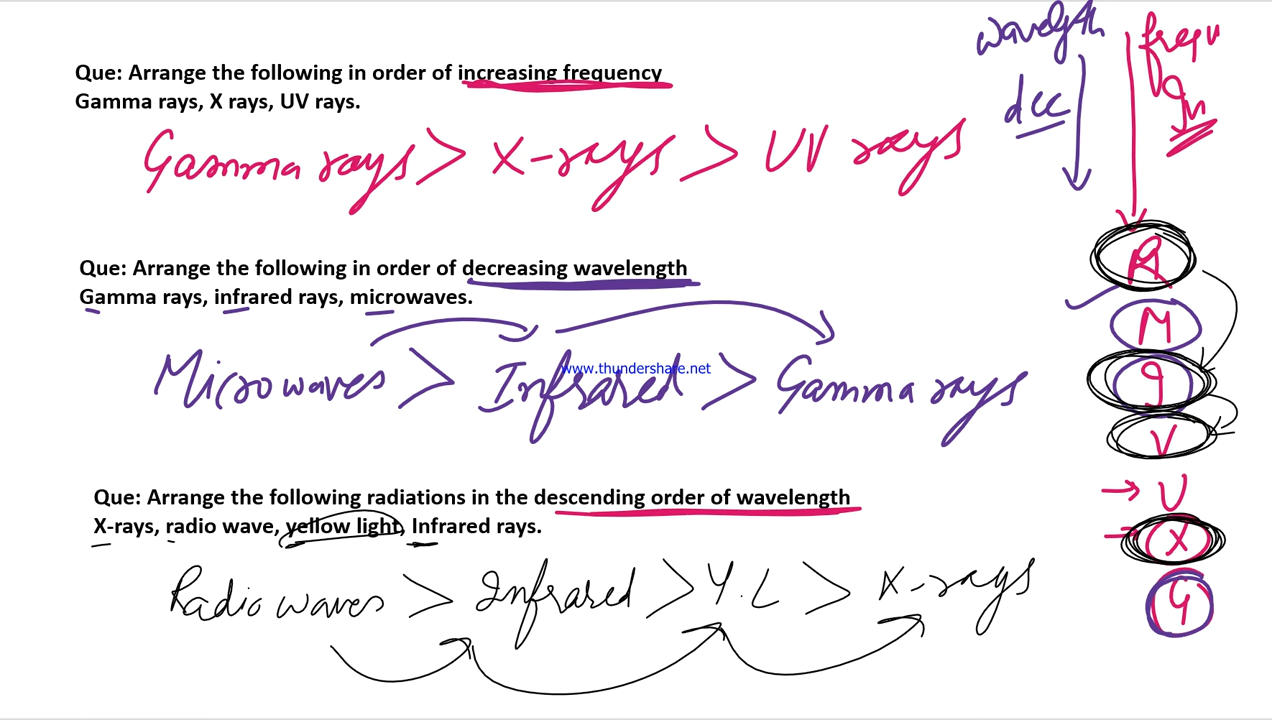 wavelgth
frequ
dec
In
Que: Arrange the following in order of increasing frequency
Gamma rays, X rays, UV rays.
Gamma rays > X-rays > UV rays
Que: Arrange the following in order of decreasing wavelength
Gamma rays, infrared rays, microwaves.
www.thundershare.net
Microwaves > Infrared > Gamma rays
Que: Arrange the following radiations in the descending order of wavelength
X-rays, radio wave, yellow light, Infrared rays.
Radio waves > Infrared > Y.L > X-rays
R
M
I
V
U
X
G